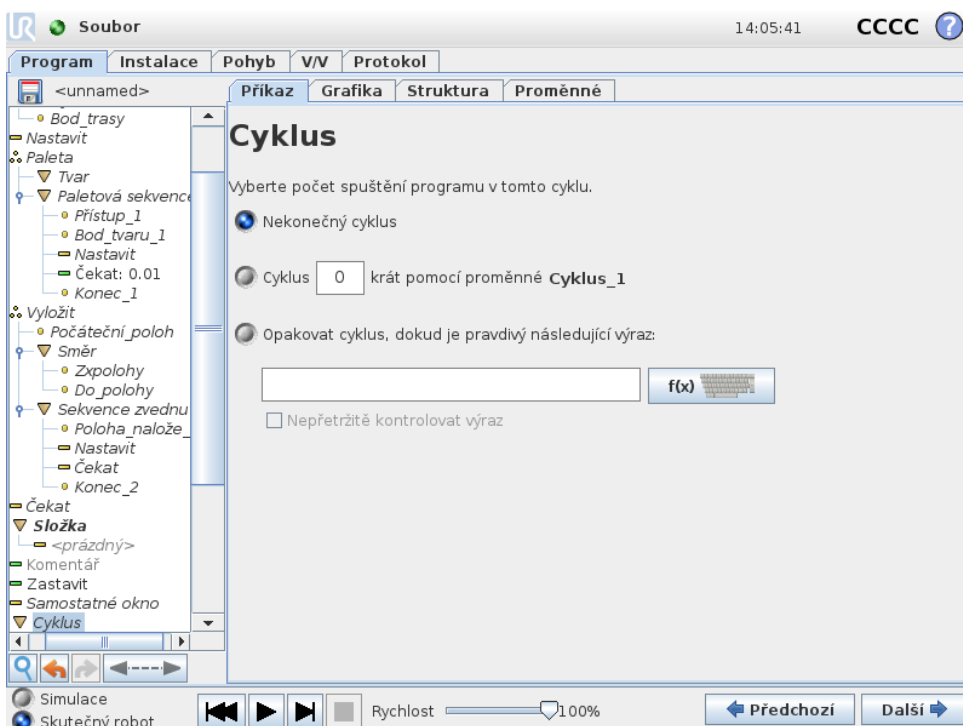 UR Soubor 14:05:41 CCCC ?
Program Instalace Pohyb V/V Protokol
<unnamed> Příkaz Grafika Struktura Proměnné
Bod_trasy
Nastavit
Paleta
Tvar
Paletová sekvence
Přístup_1
Bod_tvaru_1
Nastavit
Čekat: 0.01
Konec_1
Vyložit
Počáteční_poloh
Směr
Zxpolohy
Do_polohy
Sekvence zvednu
Poloha_nalože_
Nastavit
Čekat
Konec_2
Čekat
Složka
<prázdný>
Komentář
Zastavit
Samostatné okno
Cyklus
Cyklus
Vyberte počet spuštění programu v tomto cyklu.
Nekonečný cyklus
Cyklus 0 krát pomocí proměnné Cyklus_1
Opakovat cyklus, dokud je pravdivý následující výraz:
f(x)
Nepřetržitě kontrolovat výraz
Simulace
Skutečný robot
Rychlost 100%
Předchozí Další